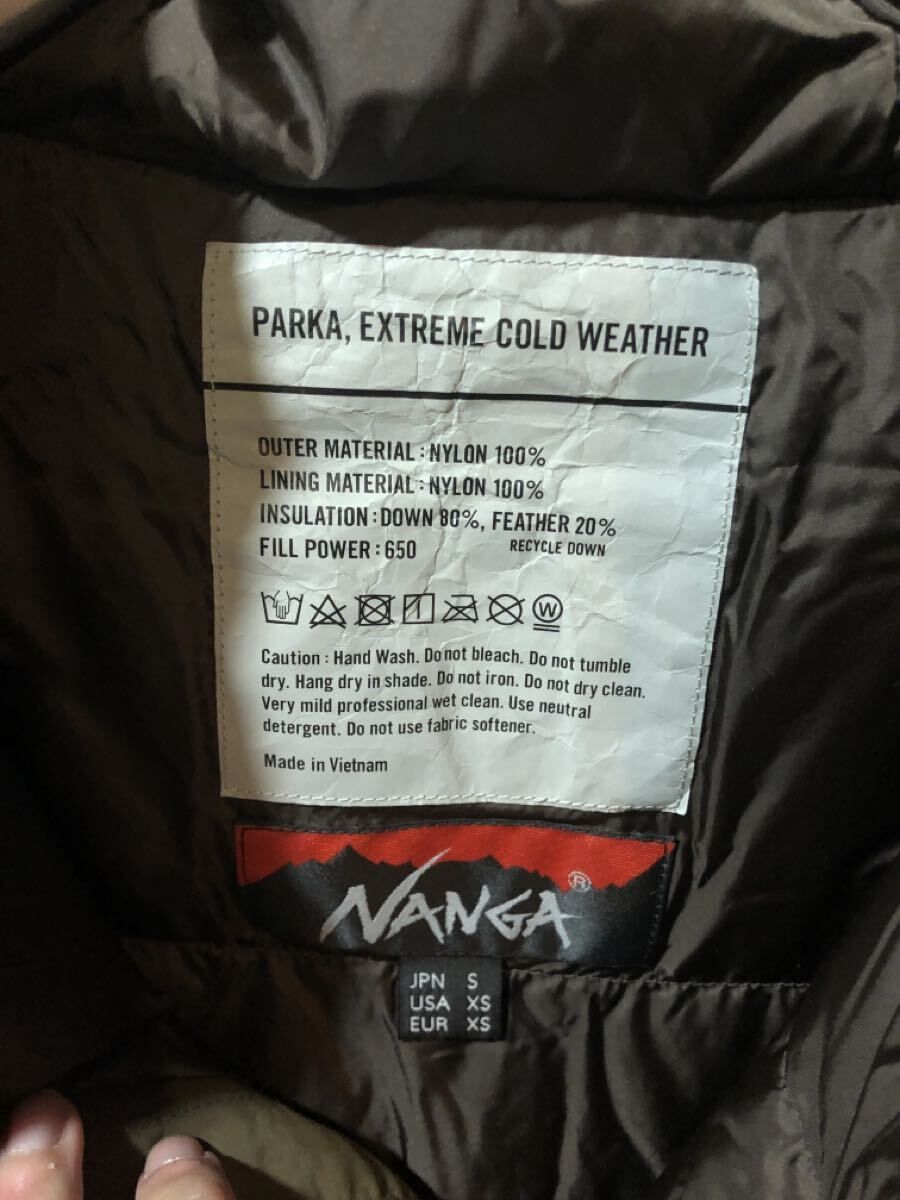 PARKA, EXTREME COLD WEATHER
OUTER MATERIAL : NYLON 100%
LINING MATERIAL : NYLON 100%
INSULATION : DOWN 80%, FEATHER 20%
FILL POWER : 650 RECYCLE DOWN
W
Caution : Hand Wash. Do not bleach. Do not tumble
dry. Hang dry in shade. Do not iron. Do not dry clean.
Very mild professional wet clean. Use neutral
detergent. Do not use fabric softener.
Made in Vietnam
NANGA®
JPN S
USA XS
EUR XS